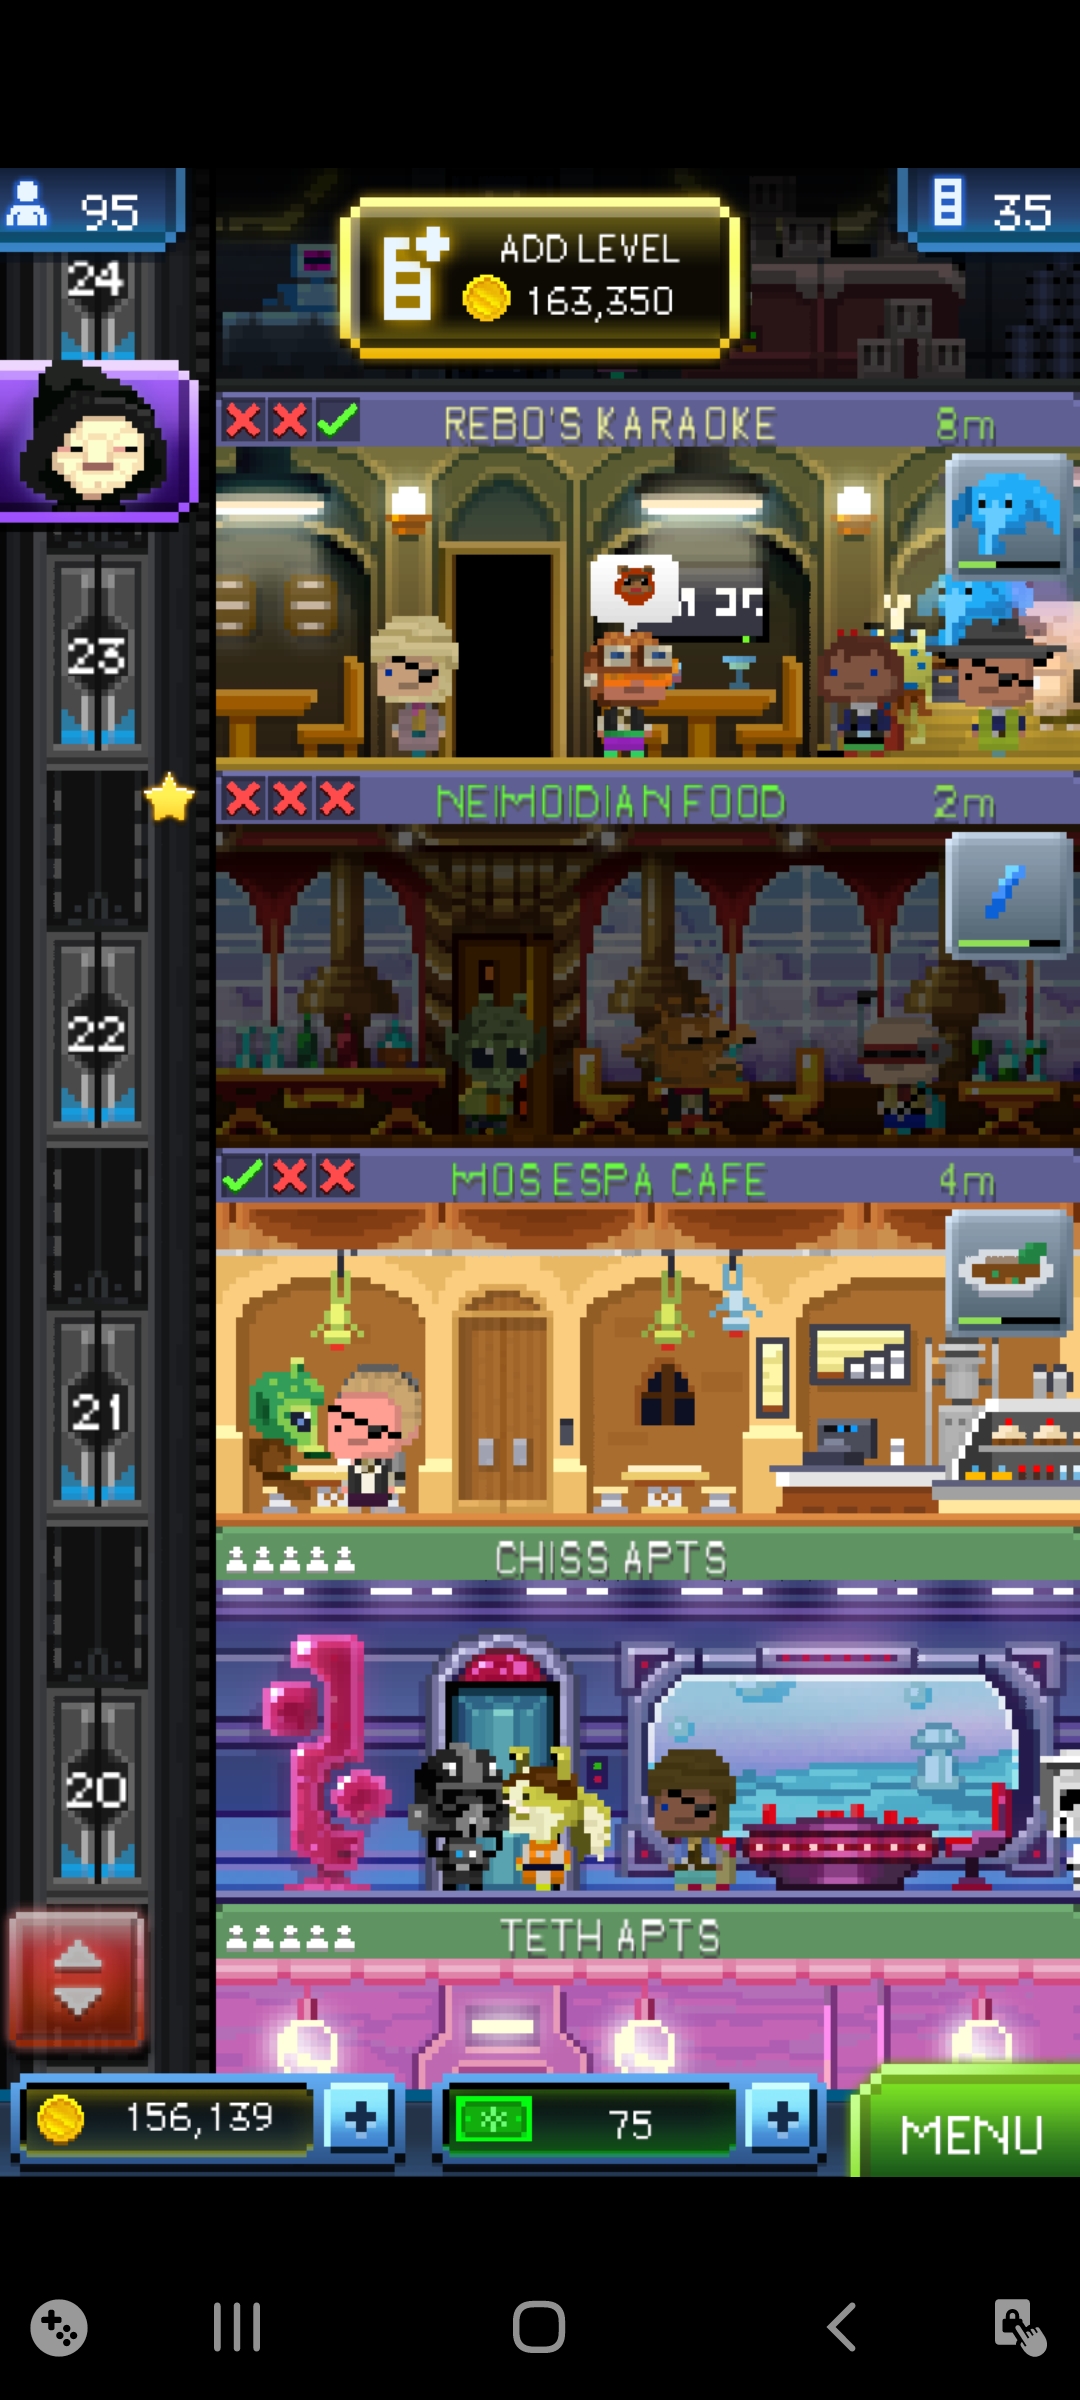 95
35
24
ADD LEVEL
163,350
REBO'S KARAOKE 8m
23
NEIMOIDIAN FOOD 2m
22
MOS ESPA CAFE 4m
21
CHISS APTS
20
TETH APTS
156,139
75
MENU